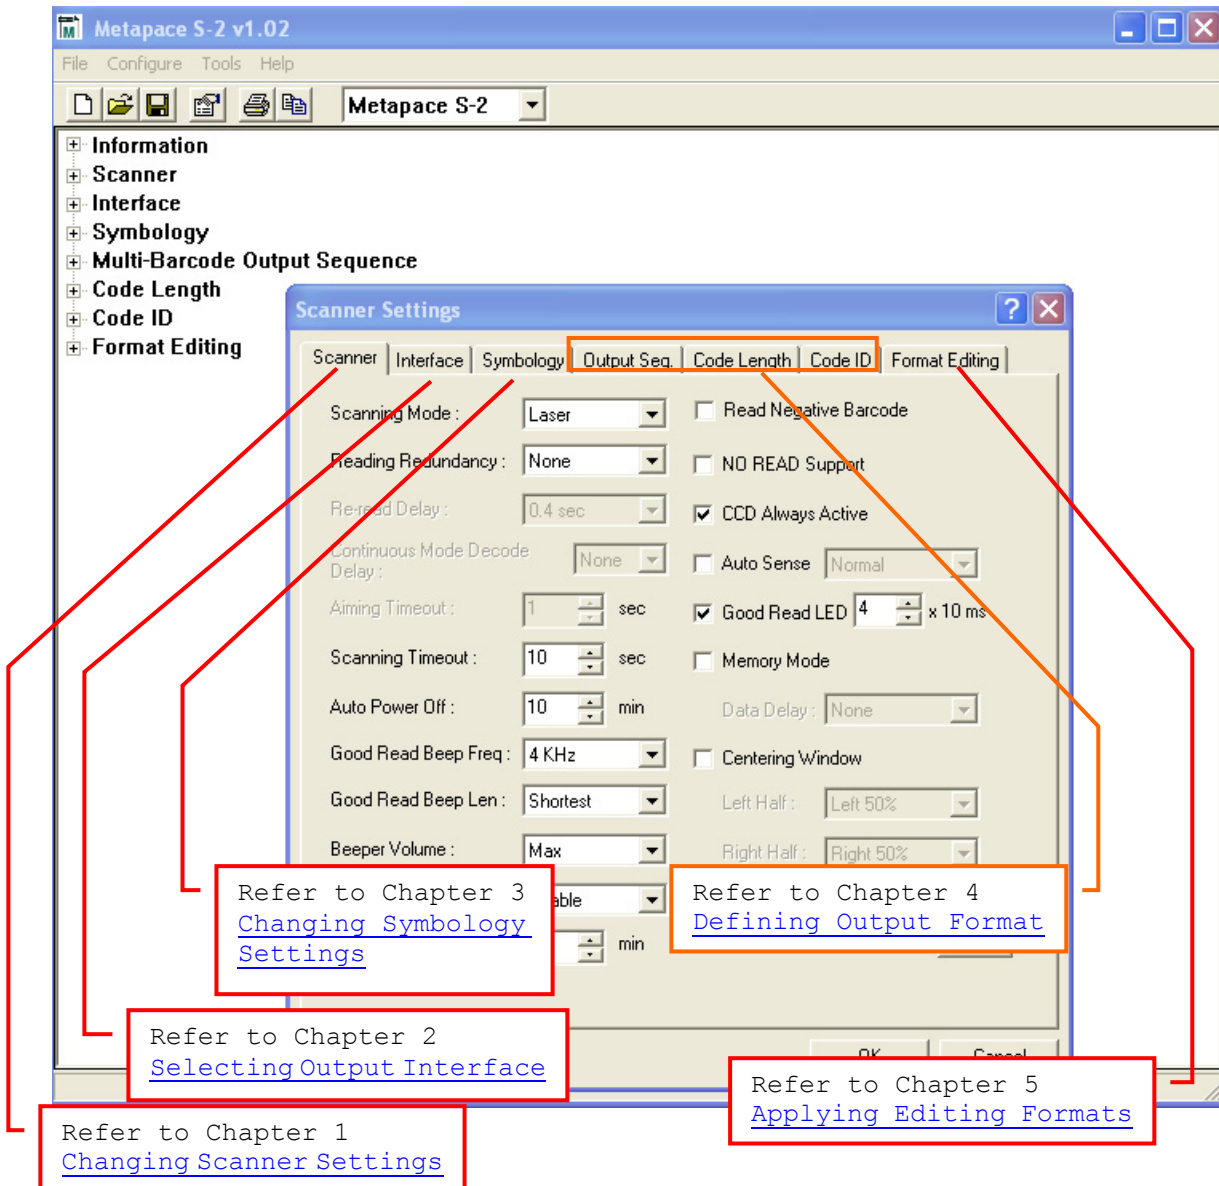 Metapace S-2 v1.02
File Configure Tools Help
Metapace S-2
Information
Scanner
Interface
Symbology
Multi-Barcode Output Sequence
Code Length
Code ID
Format Editing
Scanner Settings
Scanner Interface Symbology Output Seq. Code Length Code ID Format Editing
Scanning Mode : Laser
Read Negative Barcode
Reading Redundancy : None
NO READ Support
Re-read Delay : 0.4 sec
CCD Always Active
Continuous Mode Decode
Delay :
None
Auto Sense Normal
Aiming Timeout : 1 sec
Good Read LED 4 x 10 ms
Scanning Timeout : 10 sec
Memory Mode
Auto Power Off : 10 min
Data Delay : None
Good Read Beep Freq : 4 KHz
Centering Window
Good Read Beep Len : Shortest
Left Half : Left 50%
Beeper Volume : Max
Right Half : Right 50%
min
Refer to Chapter 3
Changing Symbology
Settings
Refer to Chapter 4
Defining Output Format
Refer to Chapter 2
Selecting Output Interface
OK Cancel
Refer to Chapter 5
Applying Editing Formats
Refer to Chapter 1
Changing Scanner Settings